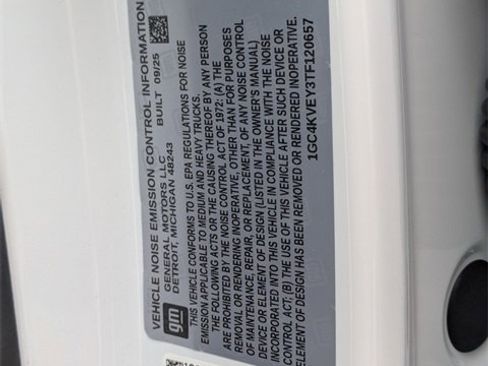 VEHICLE NOISE EMISSION CONTROL INFORMATION
gm
GENERAL MOTORS LLC
DETROIT, MICHIGAN 48243
BUILT 09/25
THIS VEHICLE CONFORMS TO U.S. EPA REGULATIONS FOR NOISE
EMISSION APPLICABLE TO MEDIUM AND HEAVY TRUCKS.
THE FOLLOWING ACTS OR THE CAUSING THEREOF BY ANY PERSON
ARE PROHIBITED BY THE NOISE CONTROL ACT OF 1972: (A) THE
REMOVAL OR RENDERING INOPERATIVE, OTHER THAN FOR PURPOSES
OF MAINTENANCE, REPAIR, OR REPLACEMENT, OF ANY NOISE CONTROL
DEVICE OR ELEMENT OF DESIGN (LISTED IN THE OWNER'S MANUAL)
INCORPORATED INTO THIS VEHICLE IN COMPLIANCE WITH THE NOISE
CONTROL ACT; (B) THE USE OF THIS VEHICLE AFTER SUCH DEVICE OR
ELEMENT OF DESIGN HAS BEEN REMOVED OR RENDERED INOPERATIVE.
1GC4KVEY3TF120657